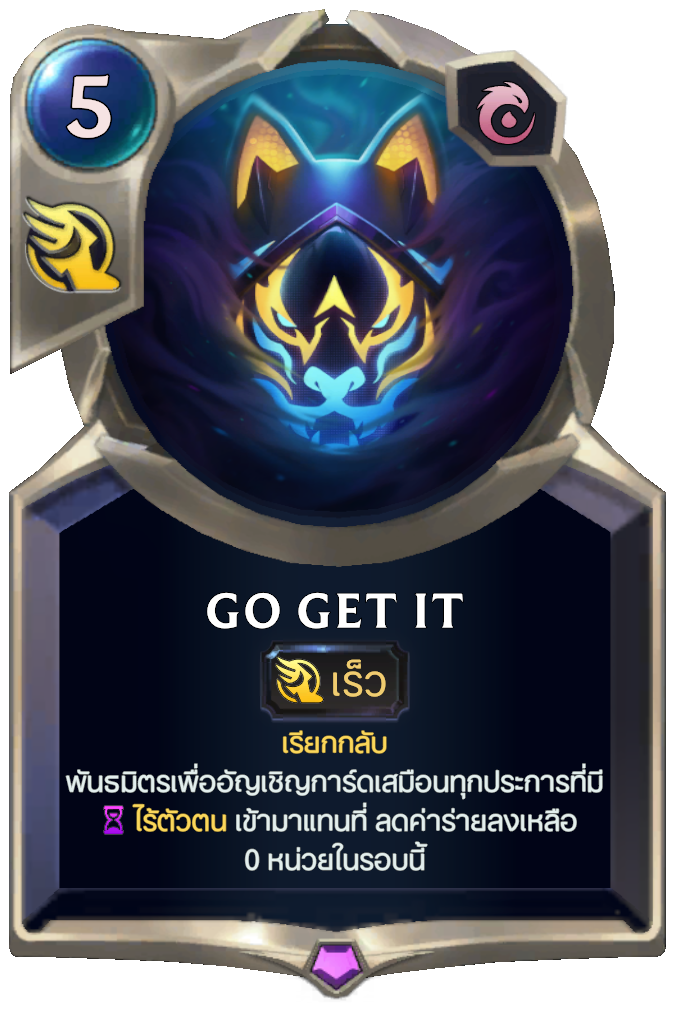 5
GO GET IT
เร็ว
เรียกกลับ
พันธมิตรเพื่ออัญเชิญการ์ดเสมือนทุกประการที่มี
ไร้ตัวตน เข้ามาแทนที่ ลดค่าร่ายลงเหลือ
0 หน่วยในรอบนี้